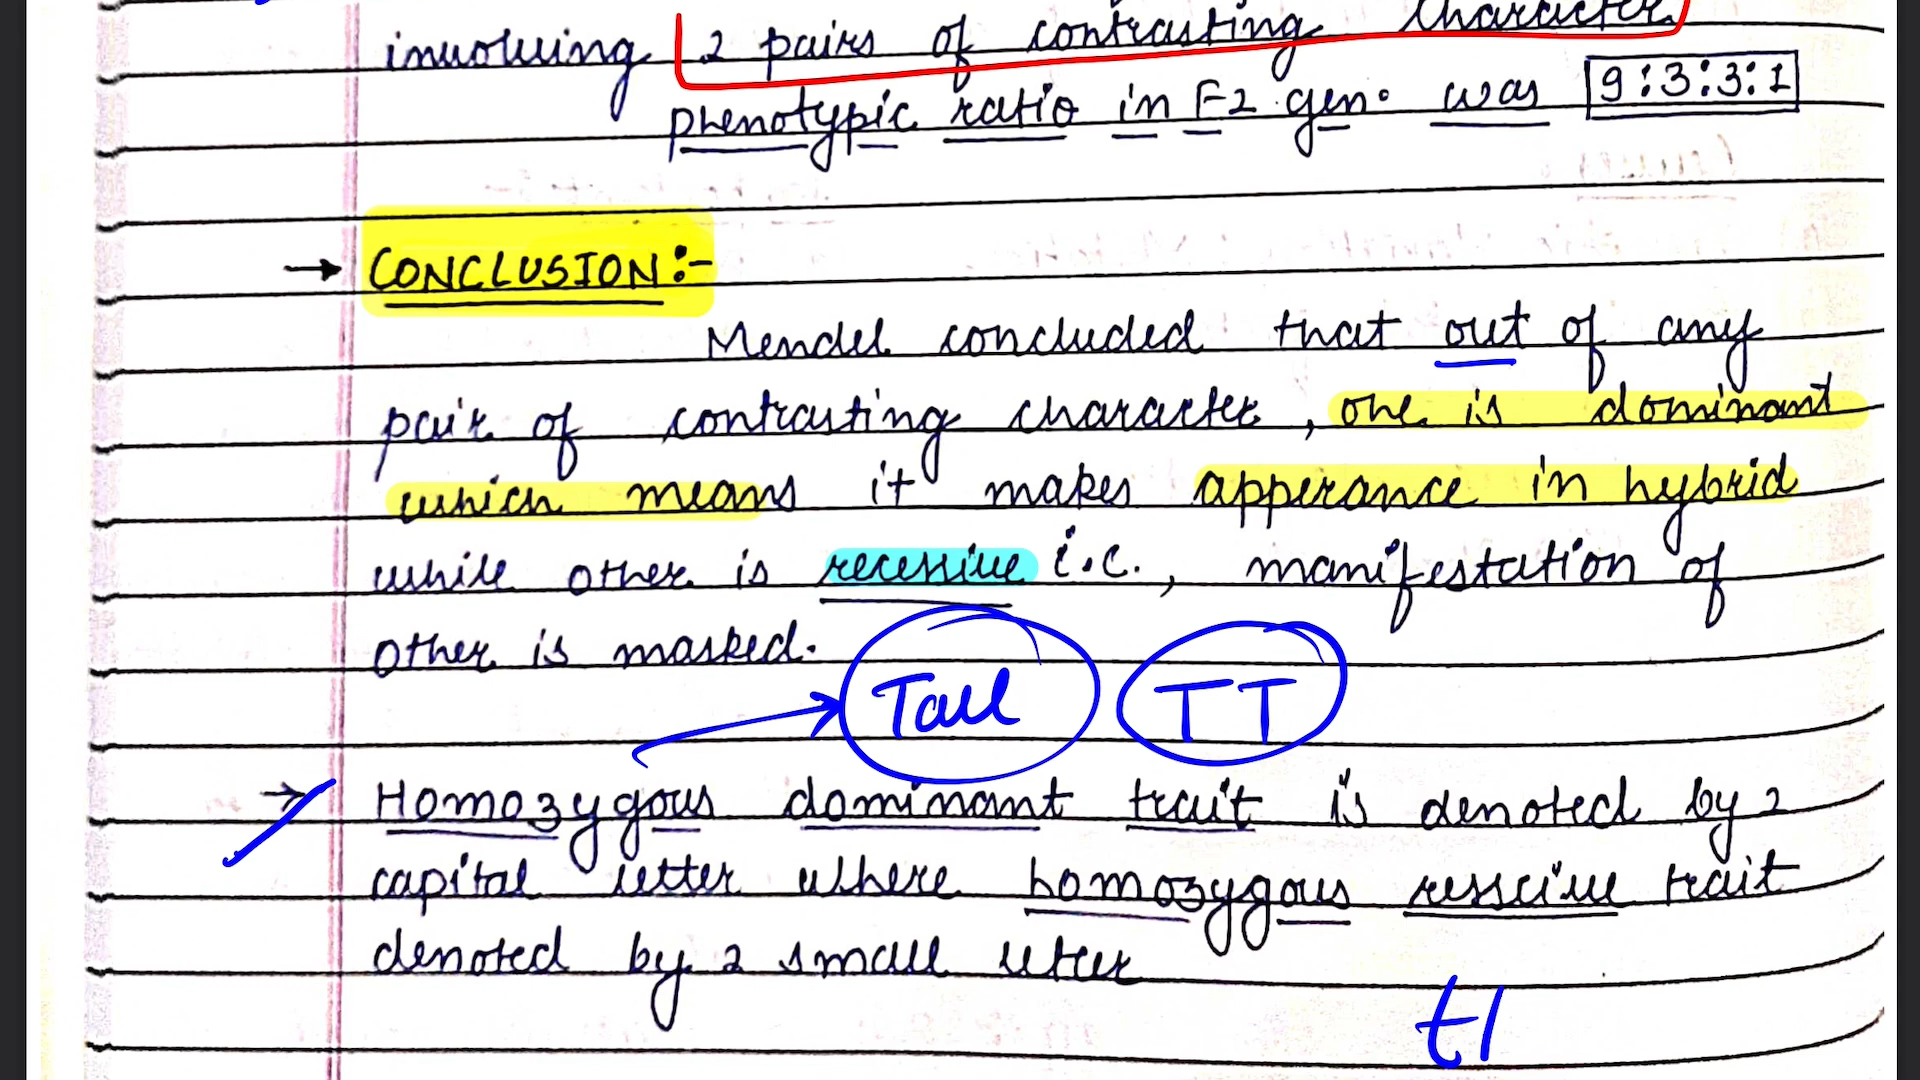 involving 2 pairs of contrasting character
phenotypic ratio in F2 gen. was 9:3:3:1
→ CONCLUSION:-
Mendel concluded that out of any
pair of contrasting character, one is dominant
which means it makes apperance in hybrid
while other is recessive i.e., manifestation of
other is masked.
Tall TT
→ Homozygous dominant trait is denoted by 2
capital letter where homozygous resscive trait
denoted by 2 small letter